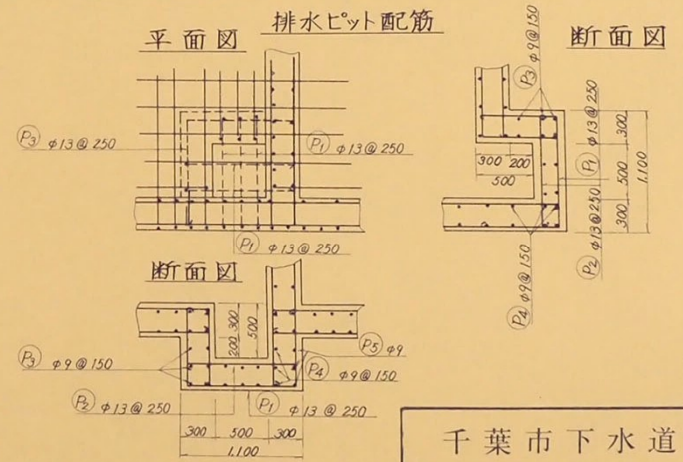 排水ピット配筋
平面図
P3 φ13@250
P1 φ13@250
P1 φ13@250
断面図
P3 φ9@150
φ13@250
P1
φ13@250
P2
P4 φ9@150
300 200
500
300
500
300
1.100
断面図
300
200
500
P3
φ9@150
P5 φ9
P4
φ9@150
P2 φ13@250
P1 φ13@250
300 500 300
1.100
千葉市下水道